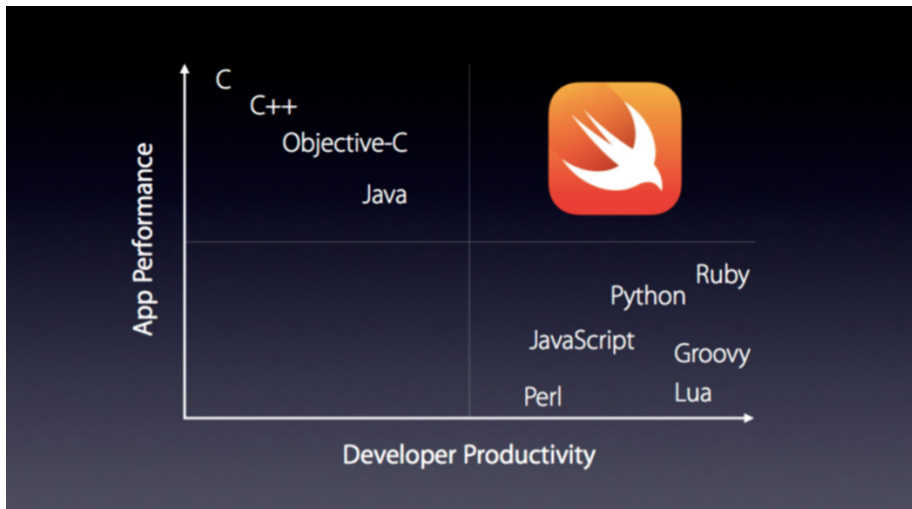 C
C++
Objective-C
Java
Ruby
Python
JavaScript
Groovy
Perl
Lua
App Performance
Developer Productivity